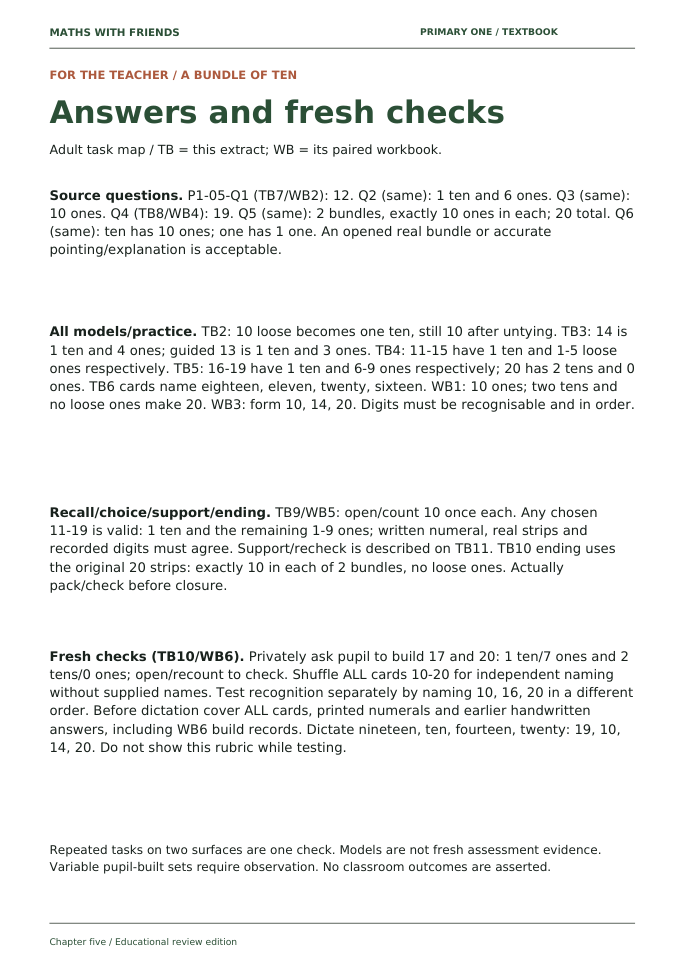 MATHS WITH FRIENDS
PRIMARY ONE / TEXTBOOK
FOR THE TEACHER / A BUNDLE OF TEN
Answers and fresh checks
Adult task map / TB = this extract; WB = its paired workbook.
Source questions. P1-05-Q1 (TB7/WB2): 12. Q2 (same): 1 ten and 6 ones. Q3 (same):
10 ones. Q4 (TB8/WB4): 19. Q5 (same): 2 bundles, exactly 10 ones in each; 20 total. Q6
(same): ten has 10 ones; one has 1 one. An opened real bundle or accurate
pointing/explanation is acceptable.
All models/practice. TB2: 10 loose becomes one ten, still 10 after untying. TB3: 14 is
1 ten and 4 ones; guided 13 is 1 ten and 3 ones. TB4: 11-15 have 1 ten and 1-5 loose
ones respectively. TB5: 16-19 have 1 ten and 6-9 ones respectively; 20 has 2 tens and 0
ones. TB6 cards name eighteen, eleven, twenty, sixteen. WB1: 10 ones; two tens and
no loose ones make 20. WB3: form 10, 14, 20. Digits must be recognisable and in order.
Recall/choice/support/ending. TB9/WB5: open/count 10 once each. Any chosen
11-19 is valid: 1 ten and the remaining 1-9 ones; written numeral, real strips and
recorded digits must agree. Support/recheck is described on TB11. TB10 ending uses
the original 20 strips: exactly 10 in each of 2 bundles, no loose ones. Actually
pack/check before closure.
Fresh checks (TB10/WB6). Privately ask pupil to build 17 and 20: 1 ten/7 ones and 2
tens/0 ones; open/recount to check. Shuffle ALL cards 10-20 for independent naming
without supplied names. Test recognition separately by naming 10, 16, 20 in a different
order. Before dictation cover ALL cards, printed numerals and earlier handwritten
answers, including WB6 build records. Dictate nineteen, ten, fourteen, twenty: 19, 10,
14, 20. Do not show this rubric while testing.
Repeated tasks on two surfaces are one check. Models are not fresh assessment evidence.
Variable pupil-built sets require observation. No classroom outcomes are asserted.
Chapter five / Educational review edition